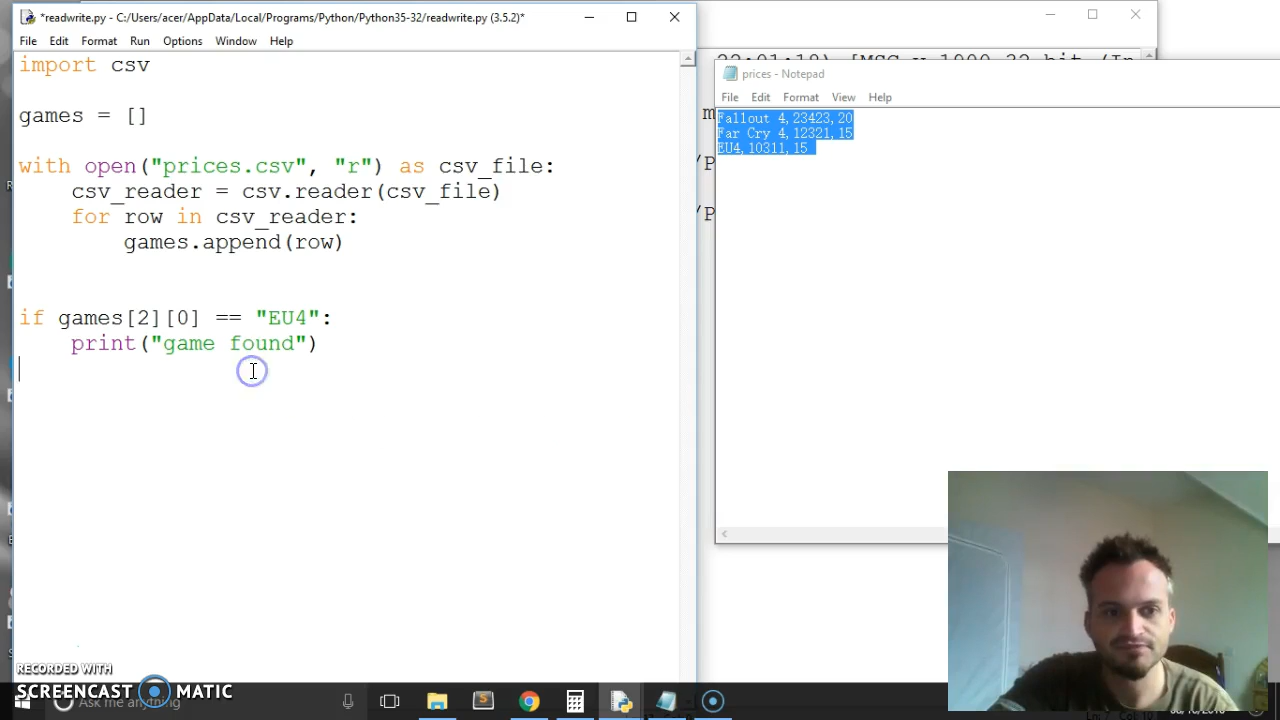 *readwrite.py - C:/Users/acer/AppData/Local/Programs/Python/Python35-32/readwrite.py (3.5.2)*
File Edit Format Run Options Window Help
import csv
games = []
with open("prices.csv", "r") as csv_file:
csv_reader = csv.reader(csv_file)
for row in csv_reader:
games.append(row)
if games[2][0] == "EU4":
print("game found")
prices - Notepad
File Edit Format View Help
Fallout 4,23423,20
Far Cry 4,12321,15
EU4,10311,15
RECORDED WITH
SCREENCAST MATIC
Ask me anything